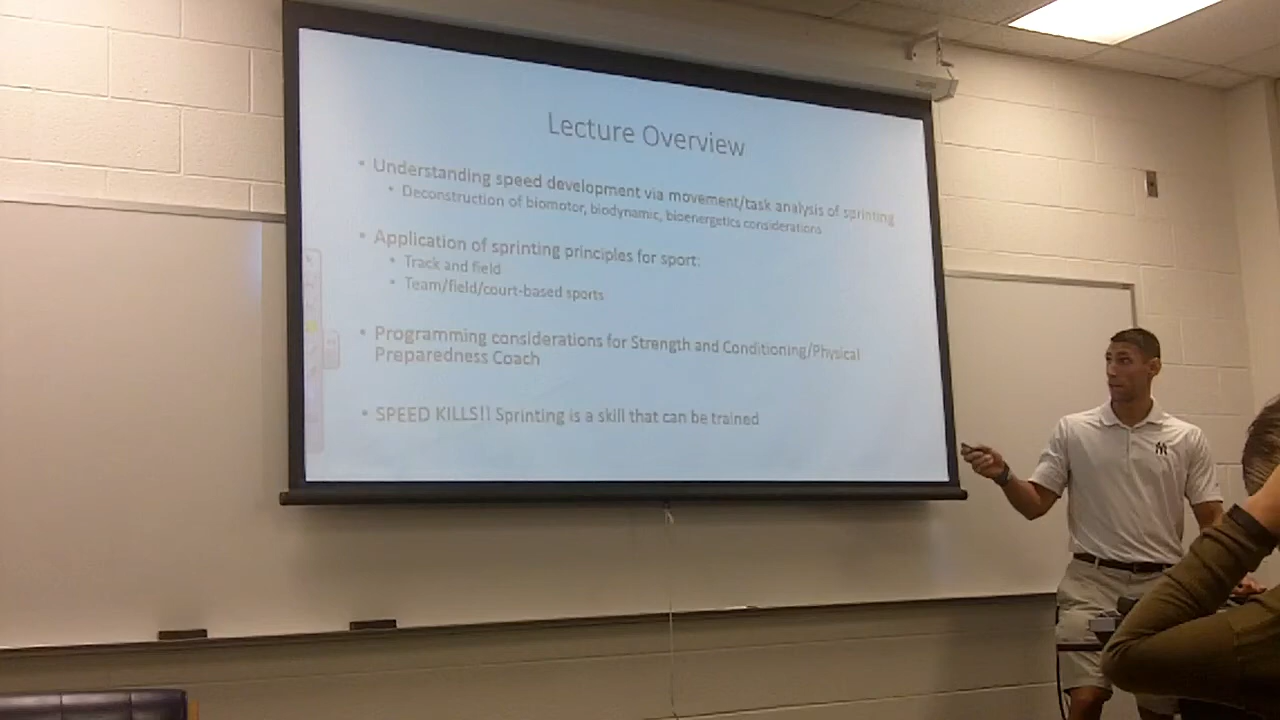 Lecture Overview
• Understanding speed development via movement/task analysis of sprinting
• Deconstruction of biomotor, biodynamic, bioenergetics considerations
• Application of sprinting principles for sport:
• Track and field
• Team/field/court-based sports
• Programming considerations for Strength and Conditioning/Physical
Preparedness Coach
• SPEED KILLS!! Sprinting is a skill that can be trained
NY